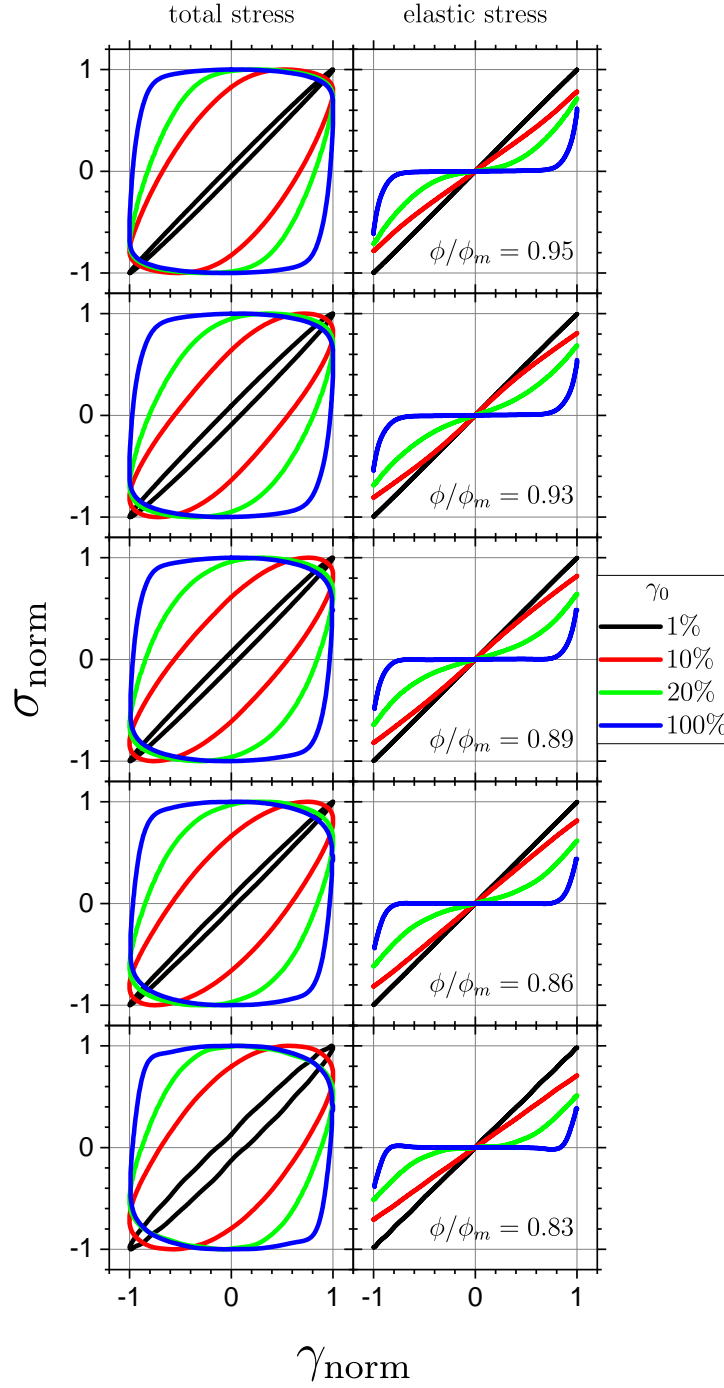 total stress
elastic stress
1
0
-1
ϕ/ϕₘ = 0.95
1
0
-1
ϕ/ϕₘ = 0.93
1
0
-1
ϕ/ϕₘ = 0.89
σnorm
γ₀
1%
10%
20%
100%
1
0
-1
ϕ/ϕₘ = 0.86
1
0
-1
ϕ/ϕₘ = 0.83
-1 0 1 -1 0 1
γnorm